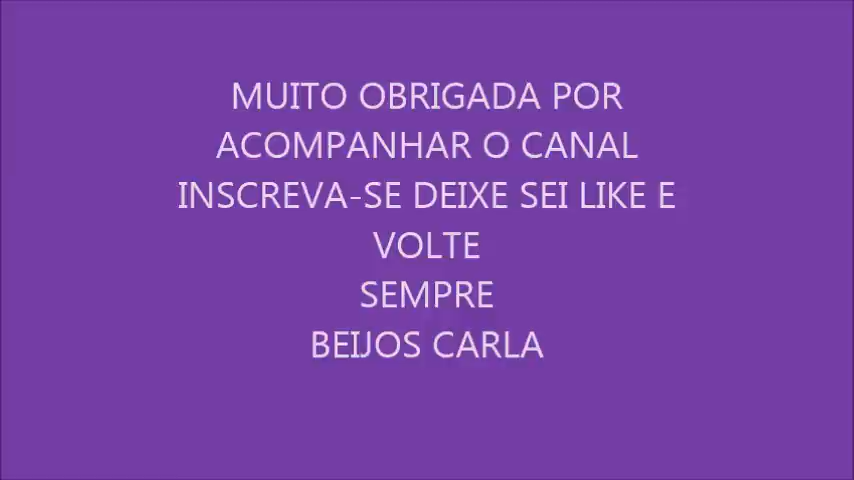 MUITO OBRIGADA POR
ACOMPANHAR O CANAL
INSCREVA-SE DEIXE SEI LIKE E
VOLTE
SEMPRE
BEIJOS CARLA